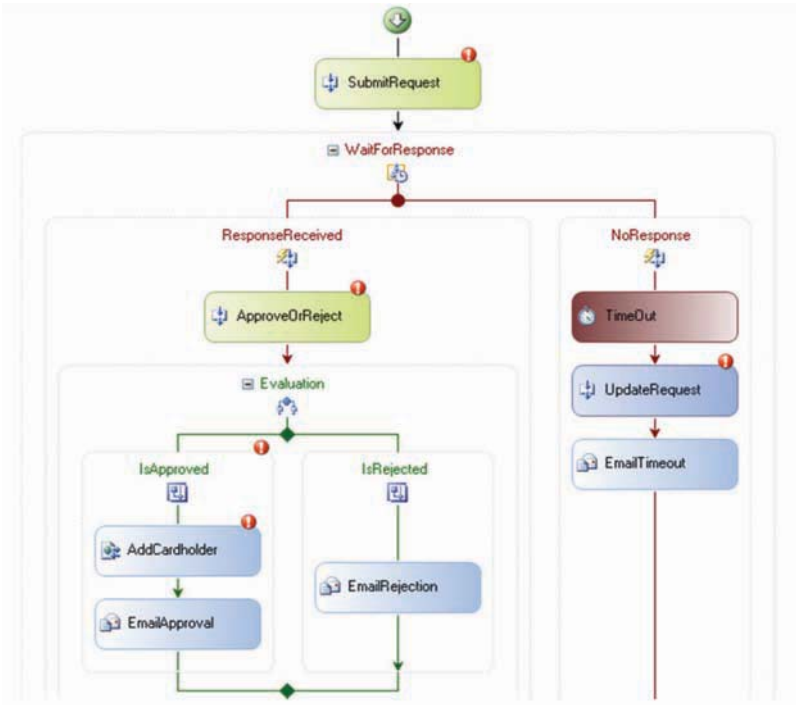 SubmitRequest
WaitForResponse
ResponseReceived
NoResponse
ApproveOrReject
TimeOut
Evaluation
UpdateRequest
IsApproved
IsRejected
EmailTimeout
AddCardholder
EmailRejection
EmailApproval